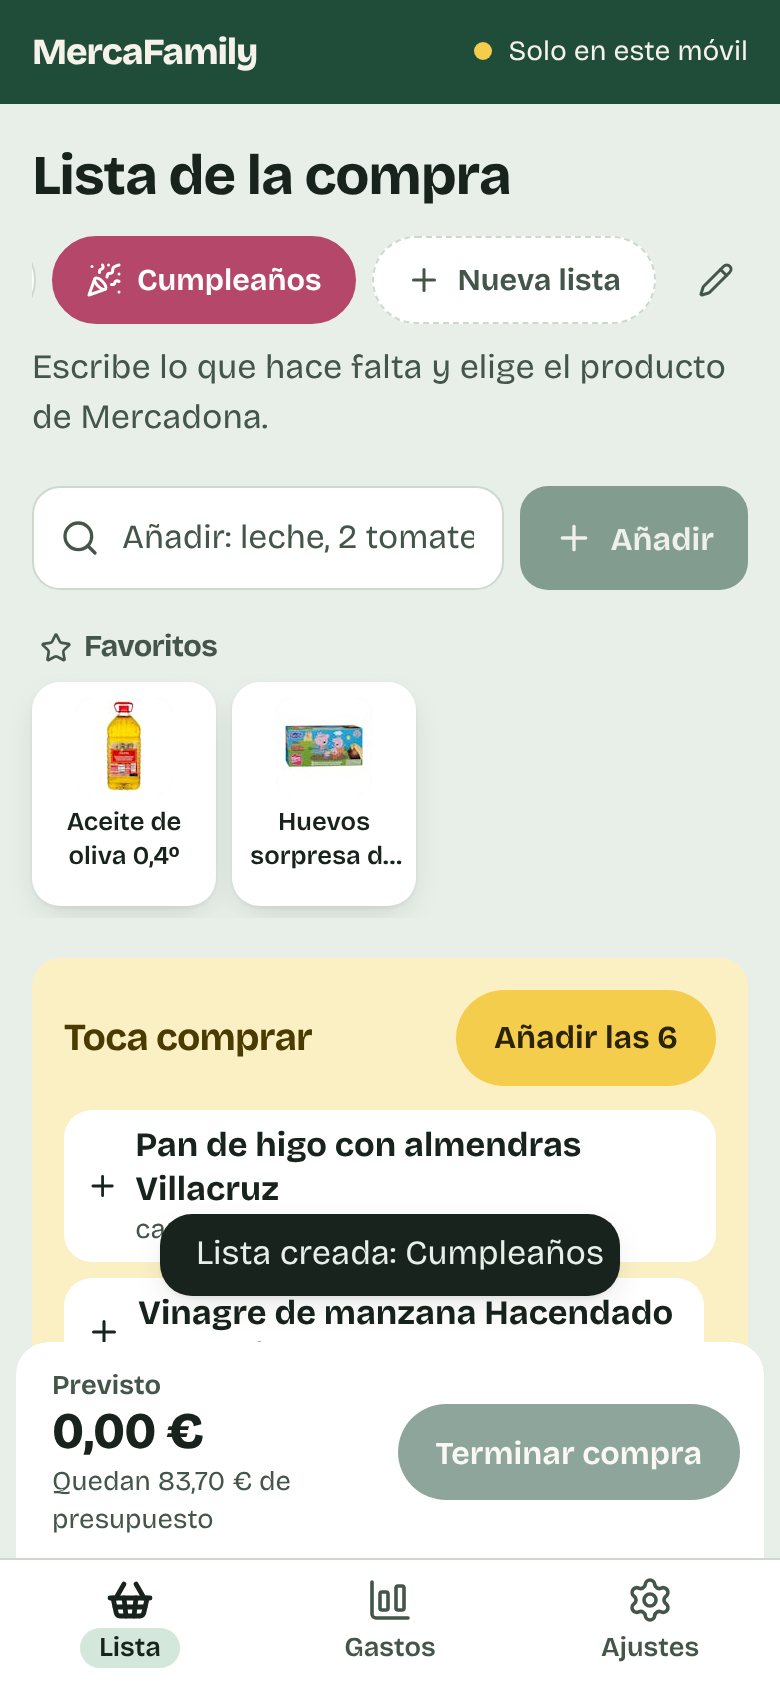 MercaFamily
Solo en este móvil
Lista de la compra
Cumpleaños
Nueva lista
Escribe lo que hace falta y elige el producto
de Mercadona.
Añadir: leche, 2 tomate
Añadir
Favoritos
Aceite de
oliva 0,4º
Huevos
sorpresa d...
Toca comprar
Añadir las 6
Pan de higo con almendras
Villacruz
Lista creada: Cumpleaños
Vinagre de manzana Hacendado
Previsto
0,00 €
Quedan 83,70 € de
presupuesto
Terminar compra
Lista
Gastos
Ajustes